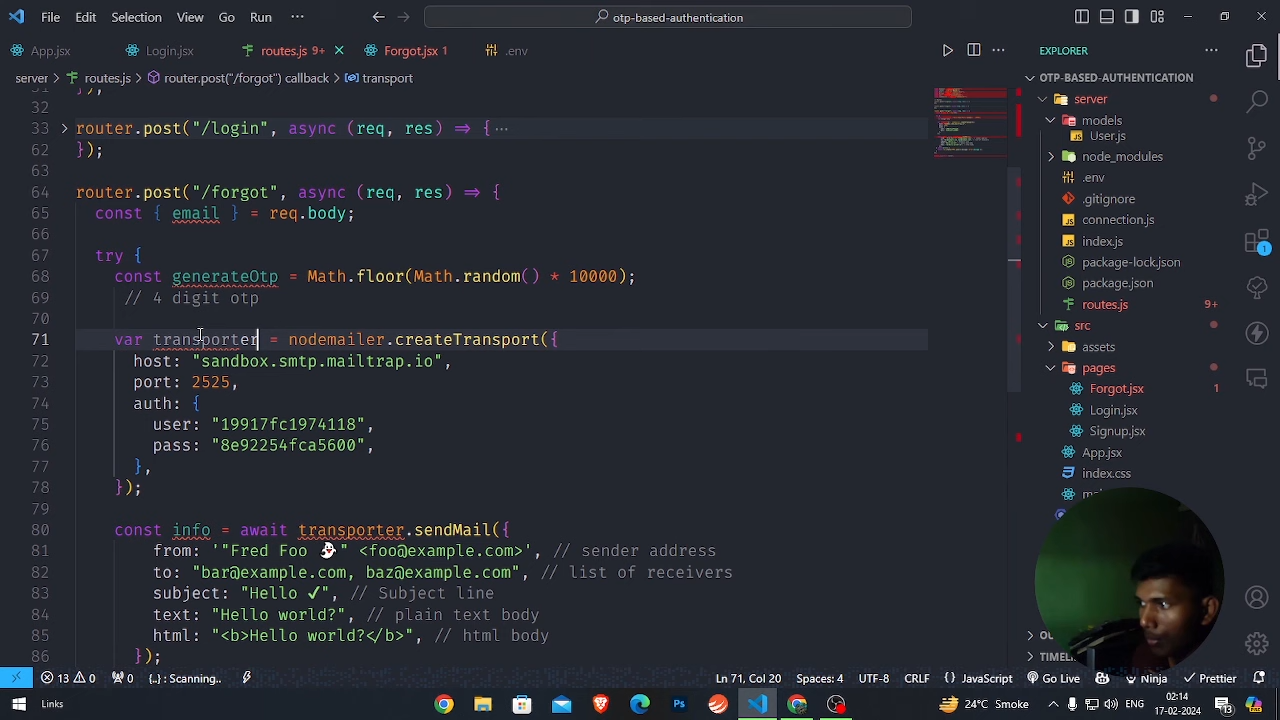 File Edit Selection View Go ... otp-based-authentication
App.jsx Login.jsx routes.js 9+ Forgot.jsx 1 .env
server > routes.js > router.post("/forgot") callback > transport
31 });
32
33 router.post("/login", async (req, res) => { ...
62 });
63
64 router.post("/forgot", async (req, res) => {
65 const { email } = req.body;
66
67 try {
68 const generateOtp = Math.floor(Math.random() * 10000);
69 // 4 digit otp
70
71 var transporter = nodemailer.createTransport({
72 host: "sandbox.smtp.mailtrap.io",
73 port: 2525,
74 auth: {
75 user: "19917fc1974118",
76 pass: "8e92254fca5600",
77 },
78 });
79
80 const info = await transporter.sendMail({
81 from: '"Fred Foo 👻" <foo@example.com>', // sender address
82 to: "bar@example.com, baz@example.com", // list of receivers
83 subject: "Hello ✔", // Subject line
84 text: "Hello world?", // plain text body
85 html: "<b>Hello world?</b>", // html body
86 });
EXPLORER ...
OTP_BASED_AUTHENTICATION
models
Users.js
node_modules
.env
.gitignore
connection.js
index.js
package-lock.json
package.json
routes.js 9+
src
assets
pages
Forgot.jsx 1
Login.jsx
Signup.jsx
App.jsx
index.css
1
13 0 0 {..}: Scanning.. Ln 71, Col 20 Spaces: 4 UTF-8 CRLF JavaScript Go Live Ninja Prettier
Links 24°C Smoke ENG 02:14
17-02-2024